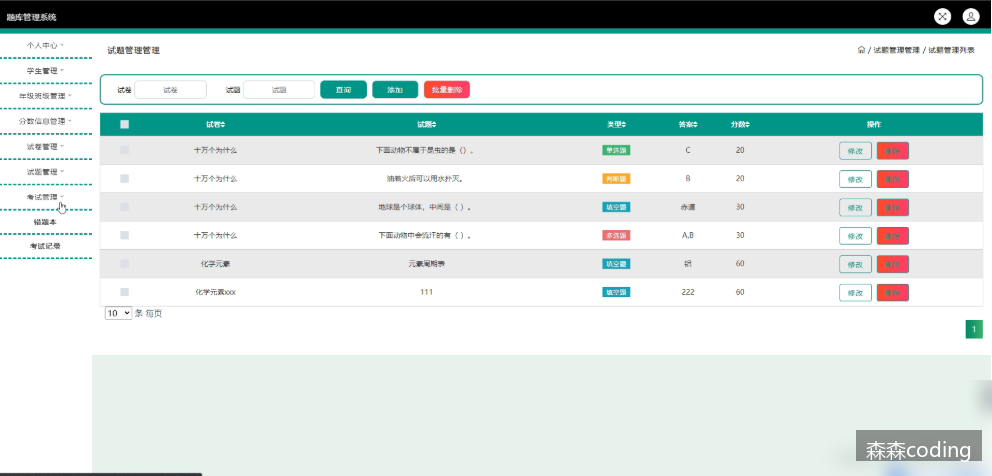 题库管理系统
个人中心
学生管理
年级班级管理
分数信息管理
试卷管理
试题管理
考试管理
错题本
考试记录
试题管理管理
/ 试题管理管理 / 试题管理列表
试卷 试卷 试题 试题 查询 添加 批量删除
试卷 试题 类型 答案 分数 操作
十万个为什么 下面动物不属于昆虫的是（）。 单选题 C 20 修改 删除
十万个为什么 油着火后可以用水扑灭。 判断题 B 20 修改 删除
十万个为什么 地球是个球体，中间是（ ）。 填空题 赤道 30 修改 删除
十万个为什么 下面动物中会流汗的有（ ）。 多选题 A,B 30 修改 删除
化学元素 元素周期表 填空题 铝 60 修改 删除
化学元素xxx 111 填空题 222 60 修改 删除
10 条 每页
1
森森coding